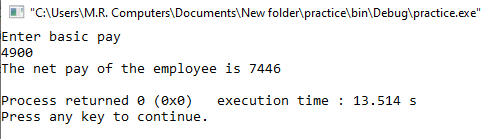 "C:\Users\M.R. Computers\Documents\New folder\practice\bin\Debug\practice.exe"
Enter basic pay
4900
The net pay of the employee is 7446
Process returned 0 (0x0)   execution time : 13.514 s
Press any key to continue.